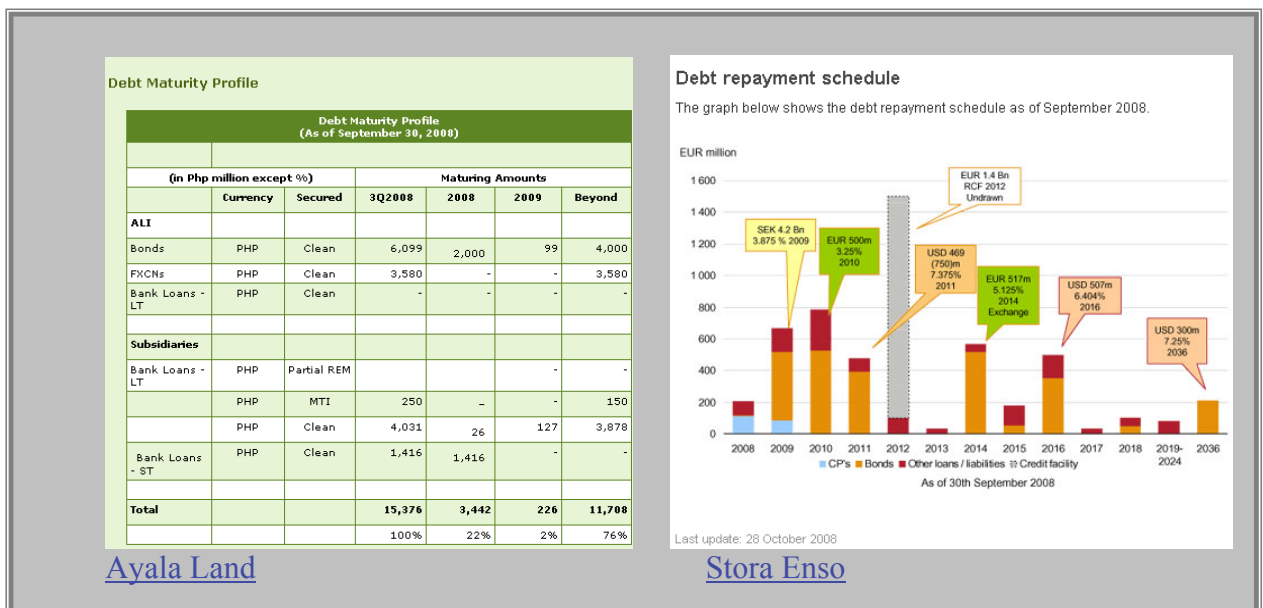 Debt Maturity Profile
Debt Maturity Profile
(As of September 30, 2008)
(in Php million except %) Maturing Amounts
Currency Secured 3Q2008 2008 2009 Beyond
ALI
Bonds PHP Clean 6,099 2,000 99 4,000
FXCNs PHP Clean 3,580 - - 3,580
Bank Loans - LT PHP Clean - - - -
Subsidiaries
Bank Loans - LT PHP Partial REM - -
PHP MTI 250 - - 150
PHP Clean 4,031 26 127 3,878
Bank Loans - ST PHP Clean 1,416 1,416 - -
Total 15,376 3,442 226 11,708
100% 22% 2% 76%
Ayala Land
Debt repayment schedule
The graph below shows the debt repayment schedule as of September 2008.
EUR million
1 600
1 400
1 200
1 000
800
600
400
200
0
SEK 4.2 Bn
3.875 % 2009
EUR 500m
3.25%
2010
USD 469
(750)m
7.375%
2011
EUR 1.4 Bn
RCF 2012
Undrawn
EUR 517m
5.125%
2014
Exchange
USD 507m
6.404%
2016
USD 300m
7.25%
2036
2008 2009 2010 2011 2012 2013 2014 2015 2016 2017 2018 2019-2024 2036
CP's Bonds Other loans / liabilities Credit facility
As of 30th September 2008
Last update: 28 October 2008
Stora Enso